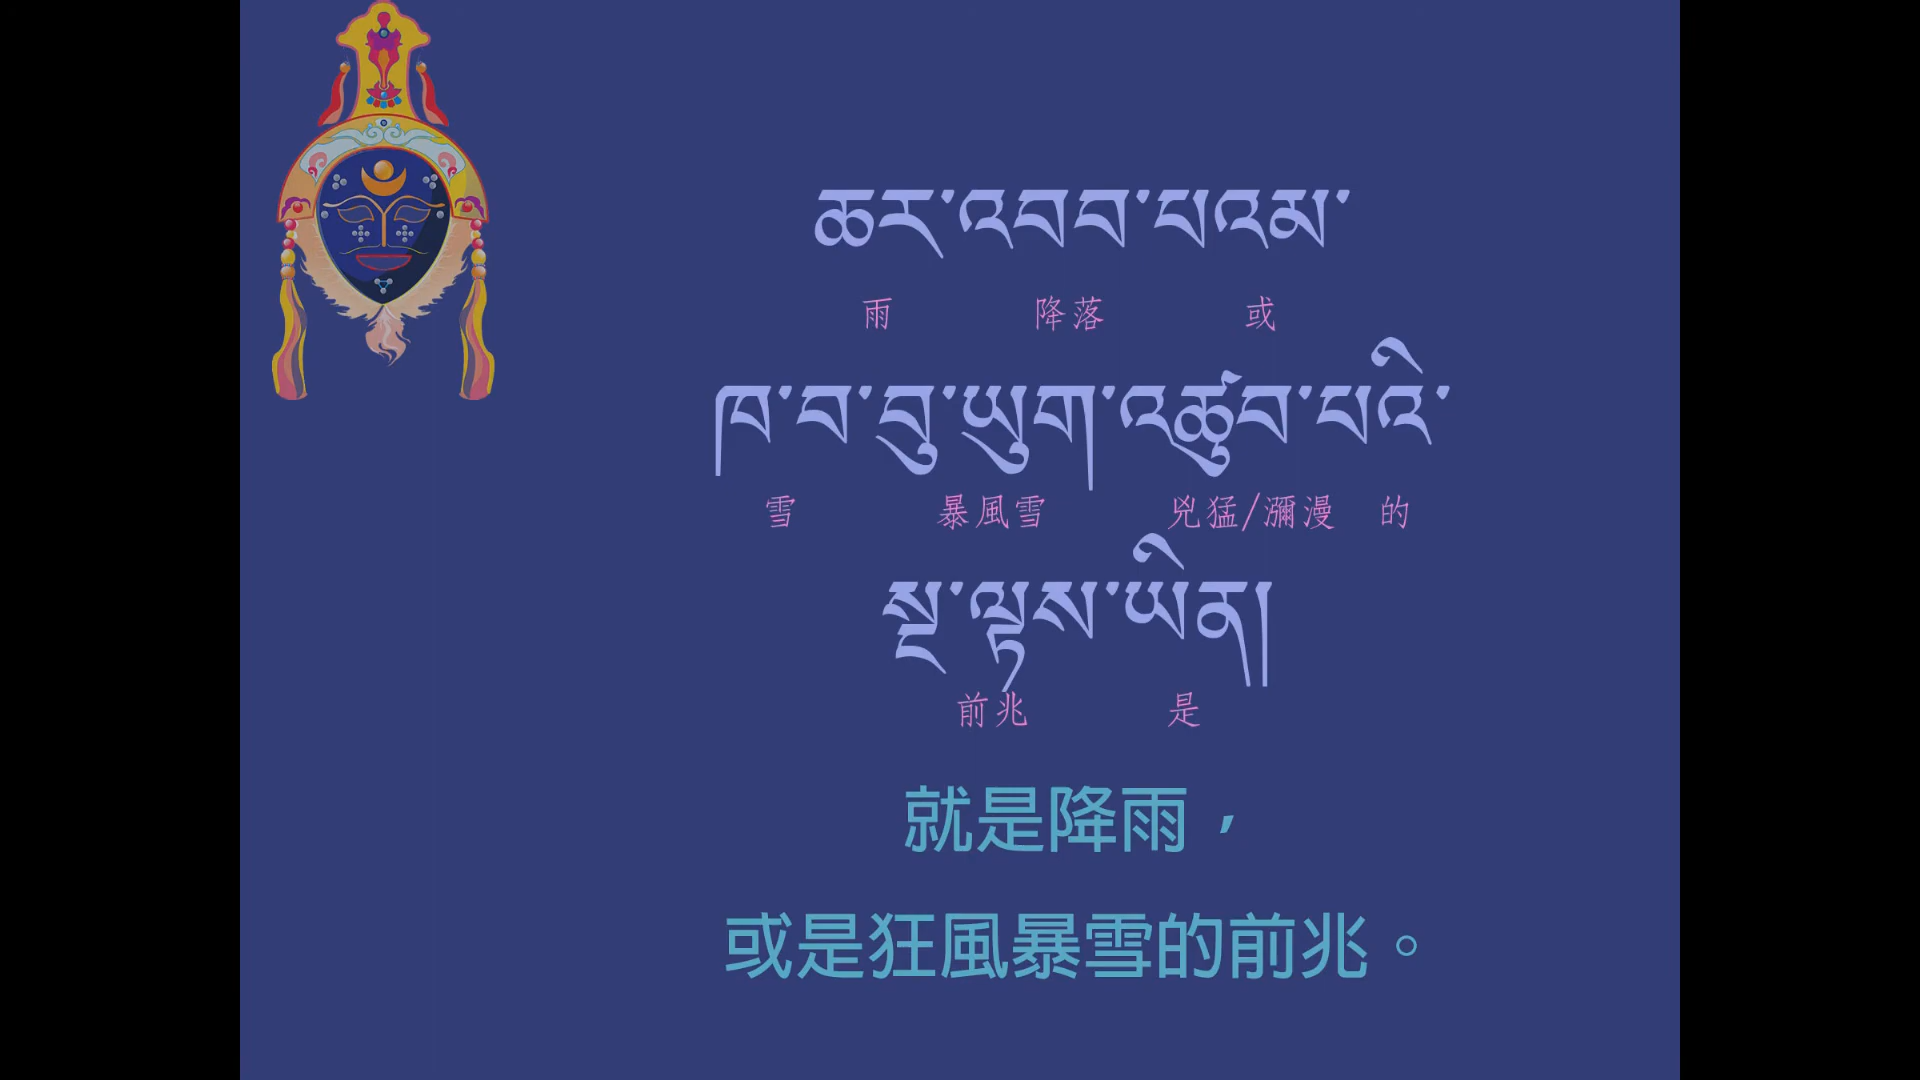 ཆར་འབབ་པའམ་
雨 降落 或
ཁ་བ་བུ་ཡུག་འཚུབ་པའི་
雪 暴風雪 兇猛/瀰漫 的
སྔ་ལྟས་ཡིན།
前兆 是
就是降雨，
或是狂風暴雪的前兆。